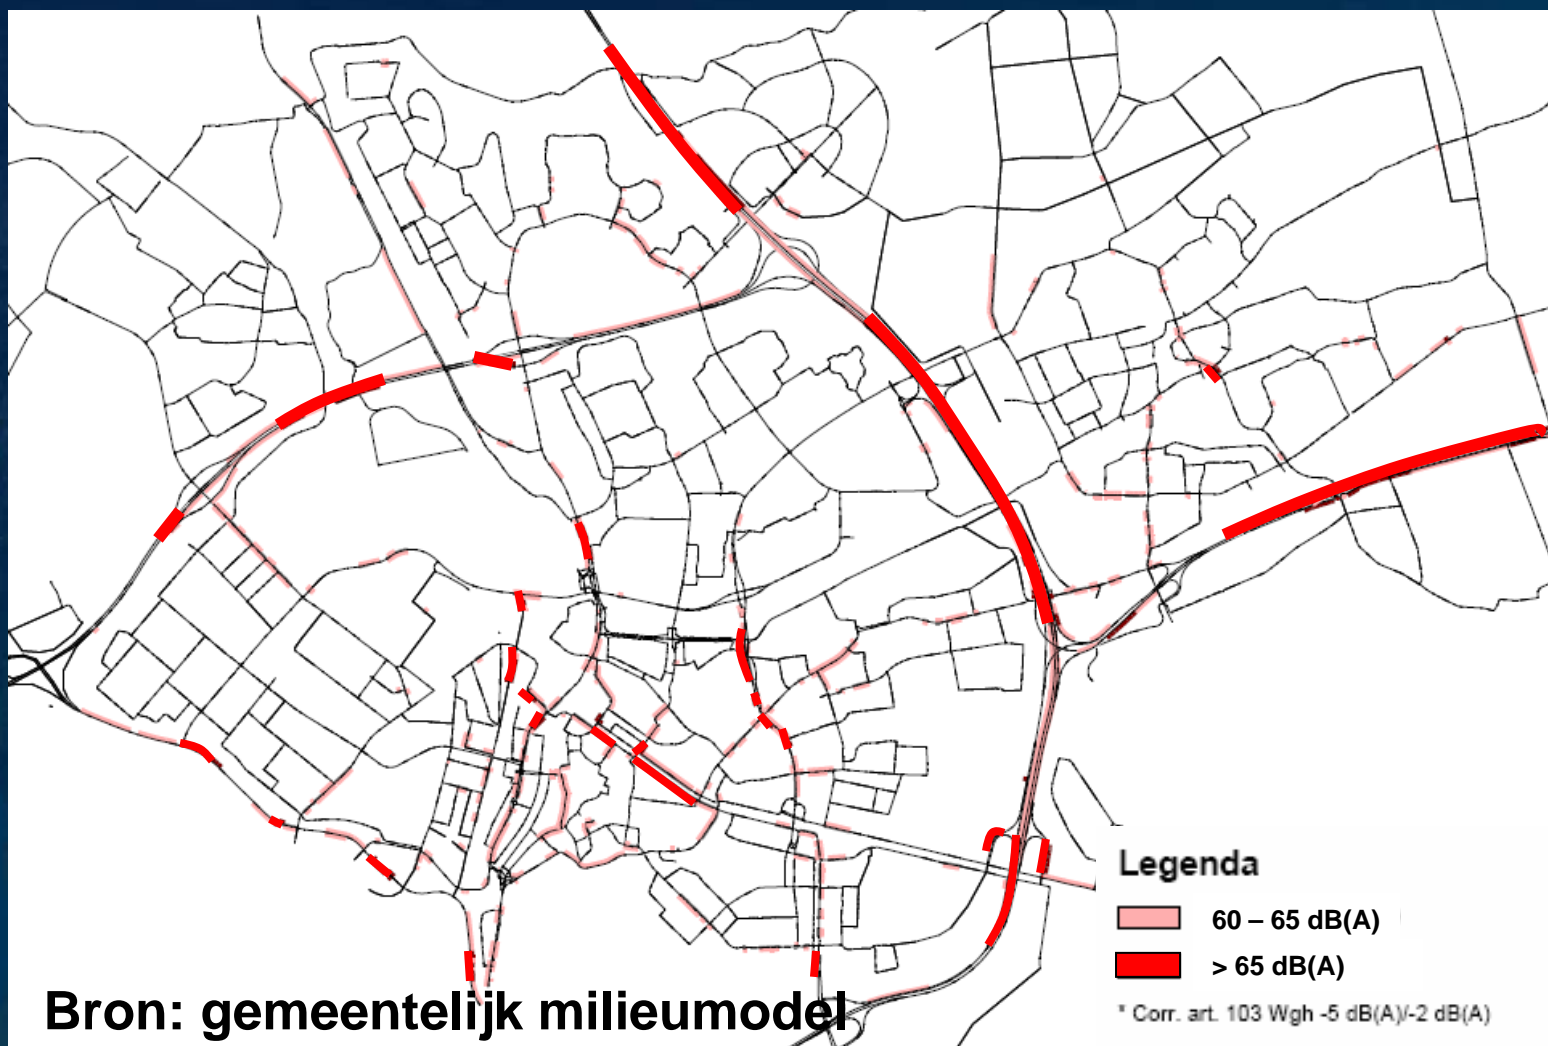 Legenda
60 – 65 dB(A)
> 65 dB(A)
* Corr. art. 103 Wgh -5 dB(A)/-2 dB(A)
Bron: gemeentelijk milieumodel